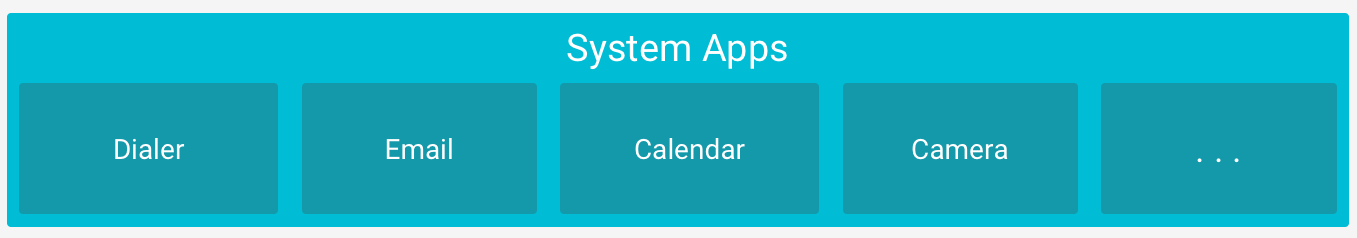 System Apps
Dialer Email Calendar Camera . . .